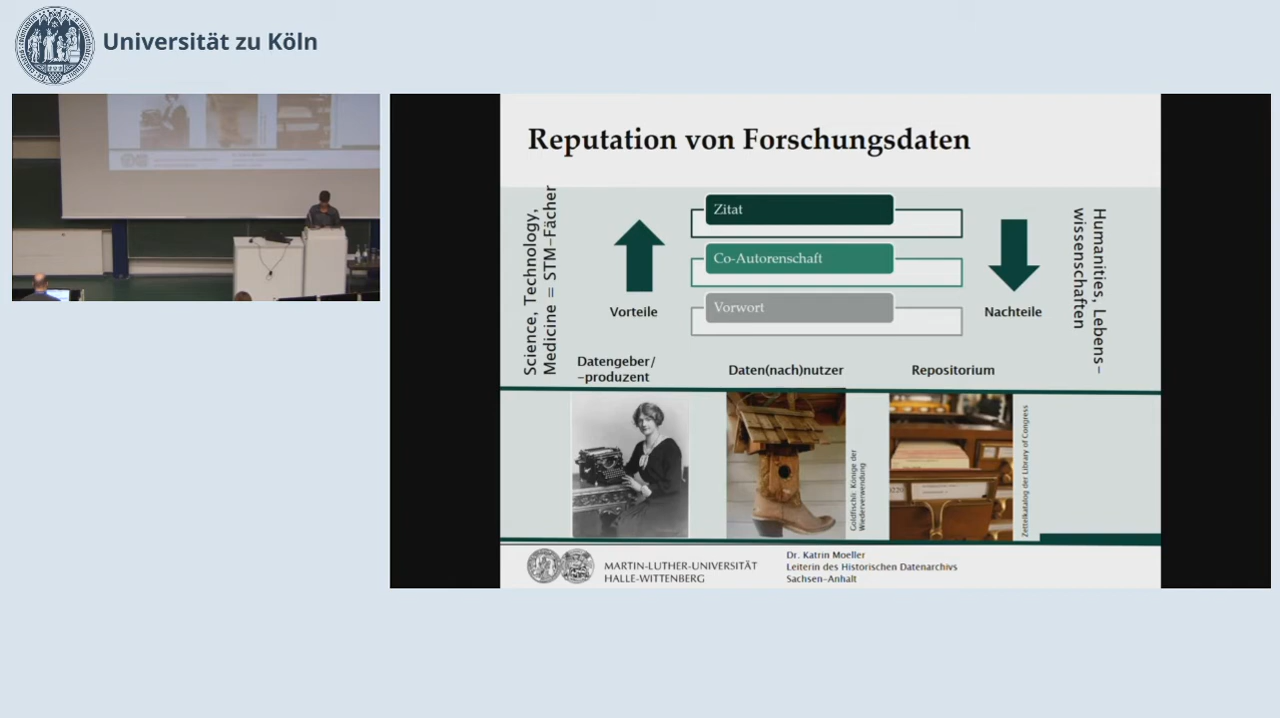 Universität zu Köln
Reputation von Forschungsdaten
Science, Technology,
Medicine = STM-Fächer
Vorteile
Zitat
Co-Autorenschaft
Vorwort
Nachteile
Humanities, Lebens-
wissenschaften
Datengeber/
-produzent
Daten(nach)nutzer
Repositorium
Goldfischli: Könige der
Wiederverwendung
Zettelkatalog der Library of Congress
MARTIN-LUTHER-UNIVERSITÄT
HALLE-WITTENBERG
Dr. Katrin Moeller
Leiterin des Historischen Datenarchivs
Sachsen-Anhalt